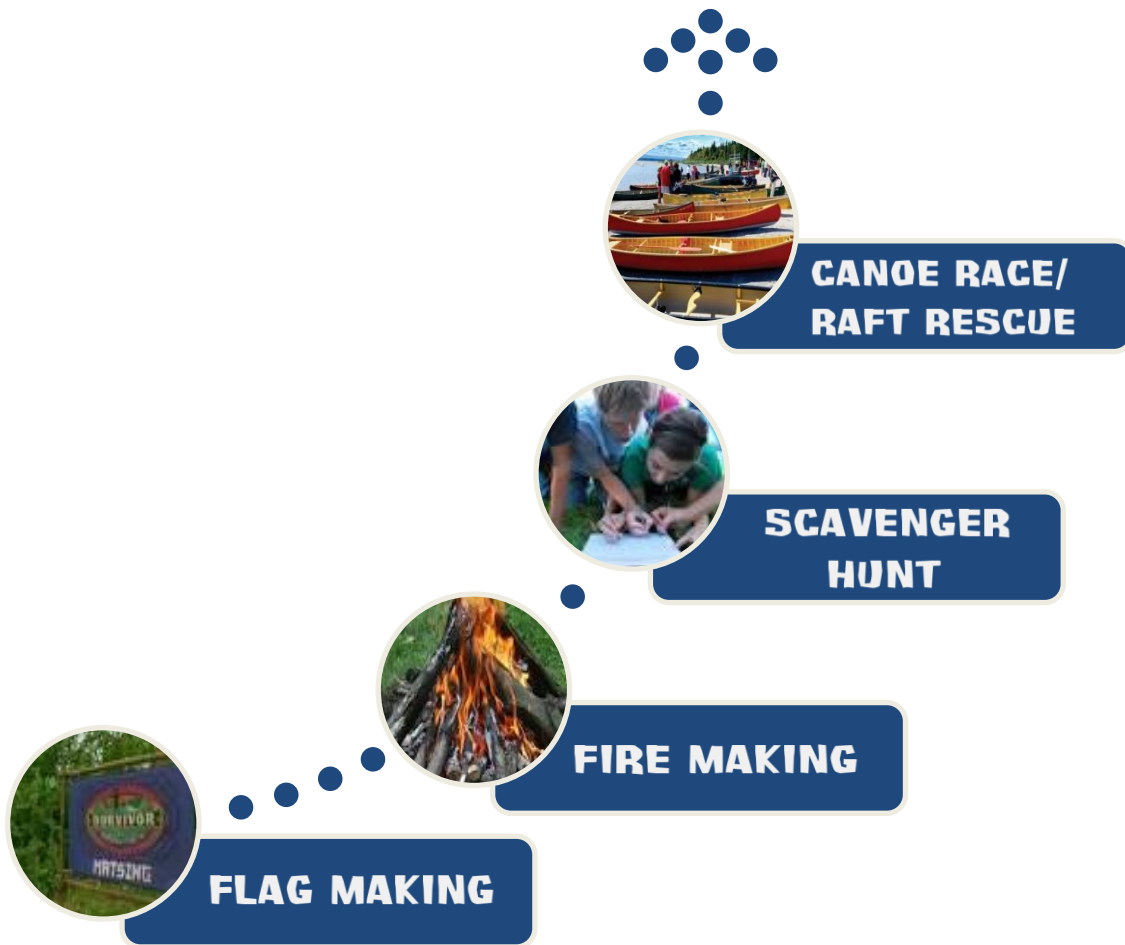 CANOE RACE/
RAFT RESCUE
SCAVENGER
HUNT
FIRE MAKING
SURVIVOR
MATSING
FLAG MAKING